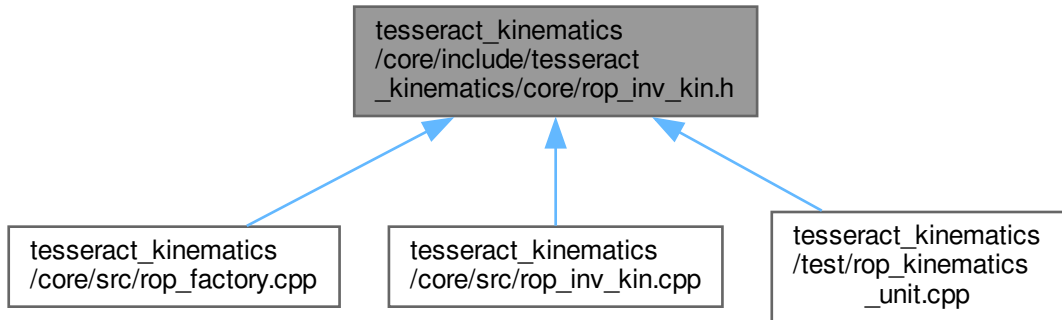 tesseract_kinematics
/core/include/tesseract
_kinematics/core/rop_inv_kin.h
tesseract_kinematics
/core/src/rop_factory.cpp
tesseract_kinematics
/core/src/rop_inv_kin.cpp
tesseract_kinematics
/test/rop_kinematics
_unit.cpp